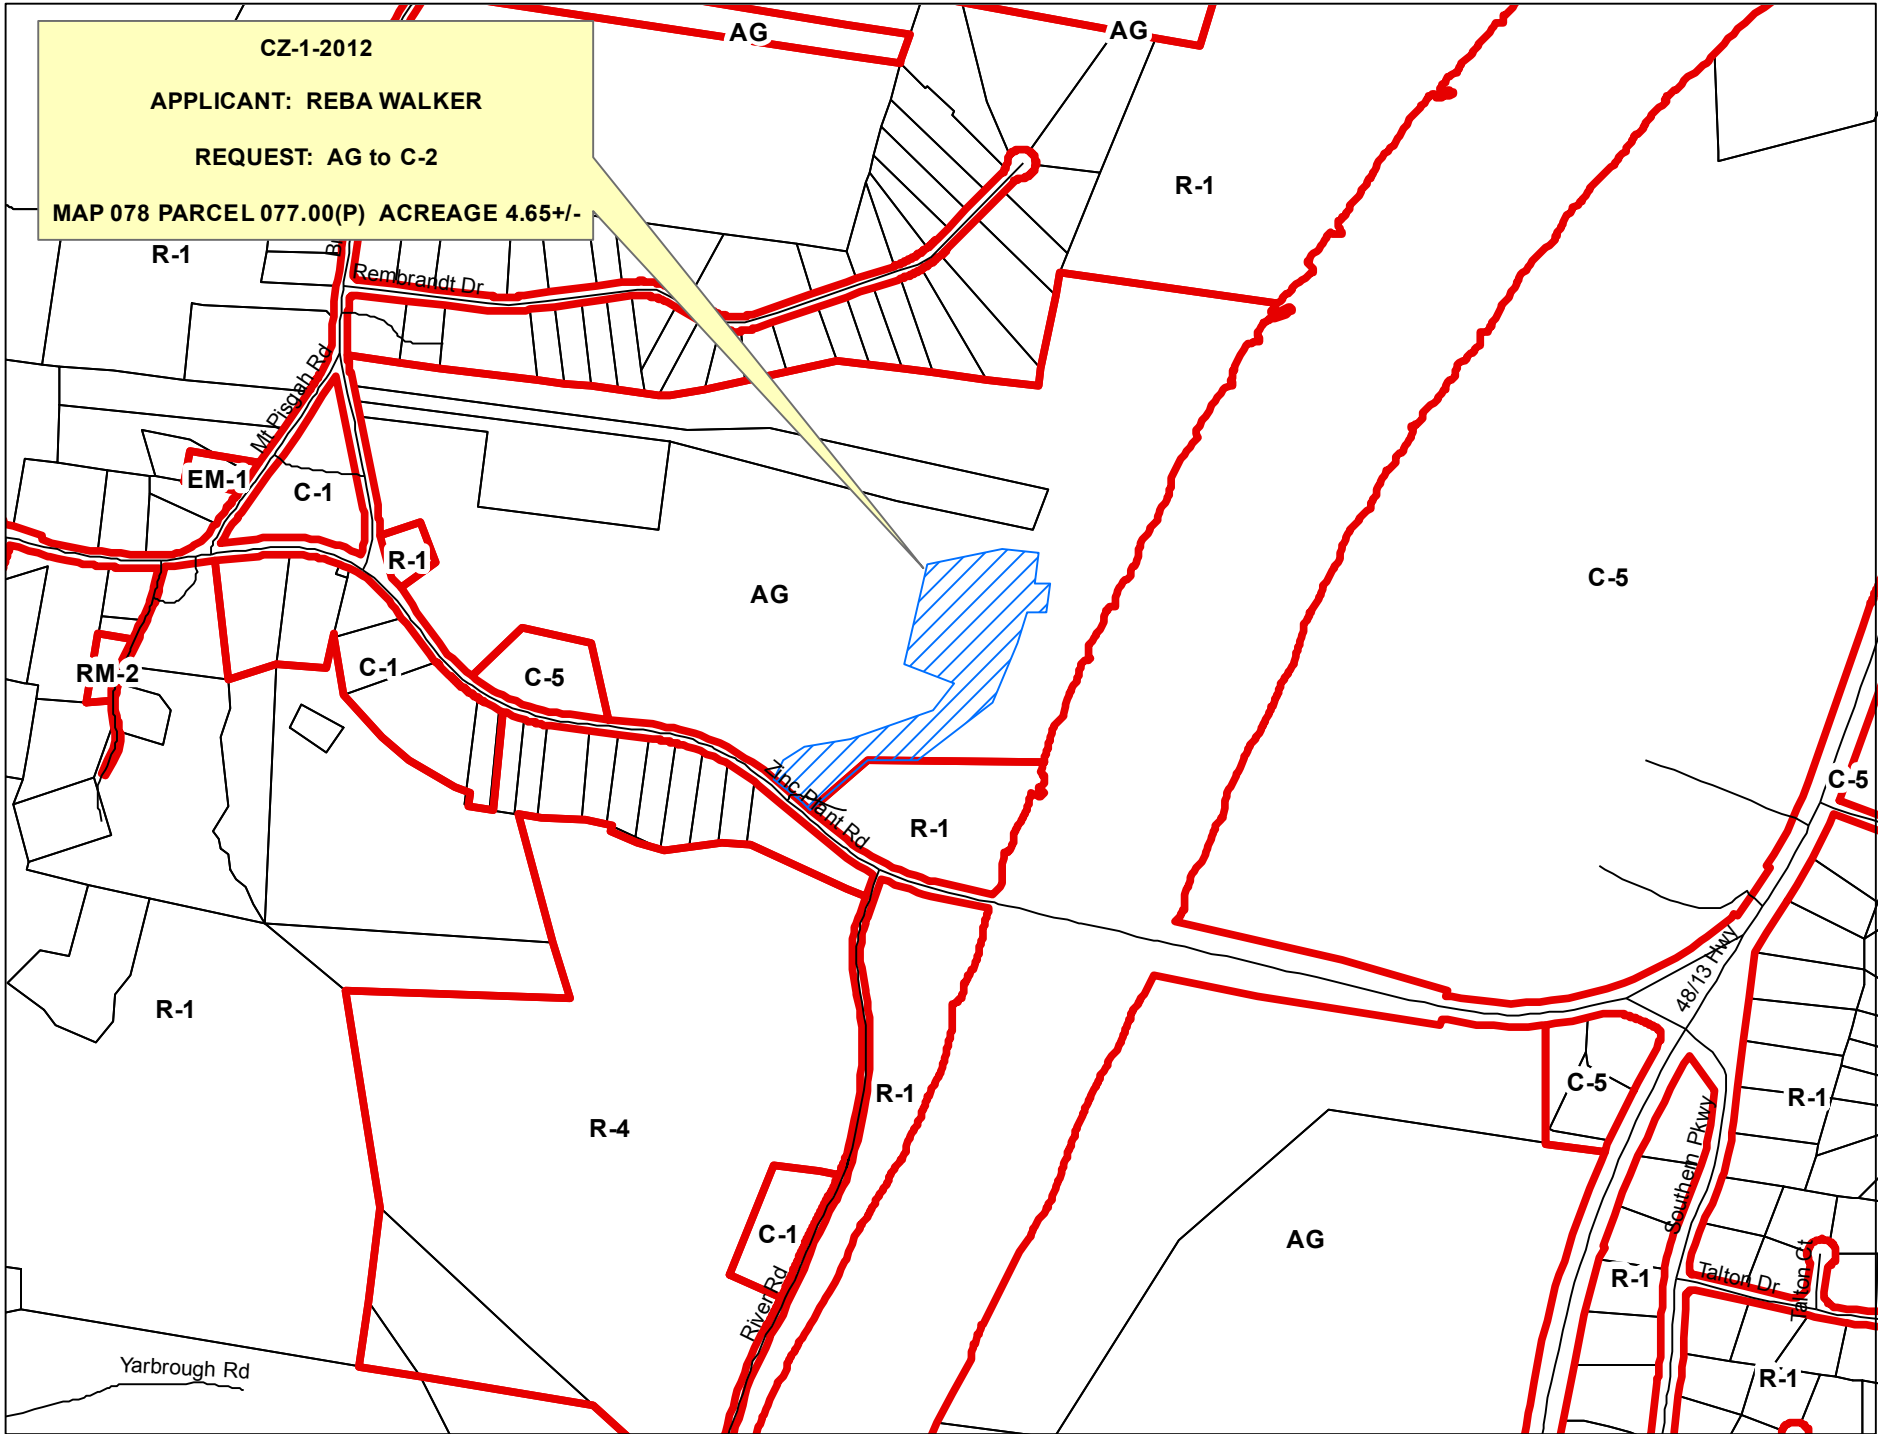 CZ-1-2012
APPLICANT: REBA WALKER
REQUEST: AG to C-2
MAP 078 PARCEL 077.00(P) ACREAGE 4.65+/-
AG
AG
R-1
R-1
Rembrandt Dr
Mt Pisgah Rd
EM-1
C-1
R-1
AG
C-5
RM-2
C-1
C-5
Zinc Plant Rd
R-1
C-5
48/13 Hwy
R-1
R-4
R-1
C-5
R-1
Southern Pkwy
C-1
AG
River Rd
R-1
Talton Dr
Talton Ct
Yarbrough Rd
R-1